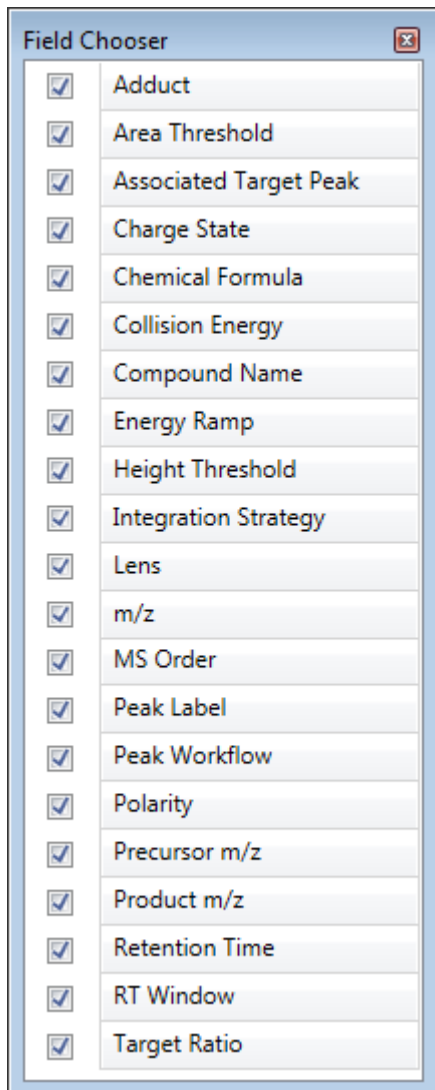 Field Chooser
Adduct
Area Threshold
Associated Target Peak
Charge State
Chemical Formula
Collision Energy
Compound Name
Energy Ramp
Height Threshold
Integration Strategy
Lens
m/z
MS Order
Peak Label
Peak Workflow
Polarity
Precursor m/z
Product m/z
Retention Time
RT Window
Target Ratio